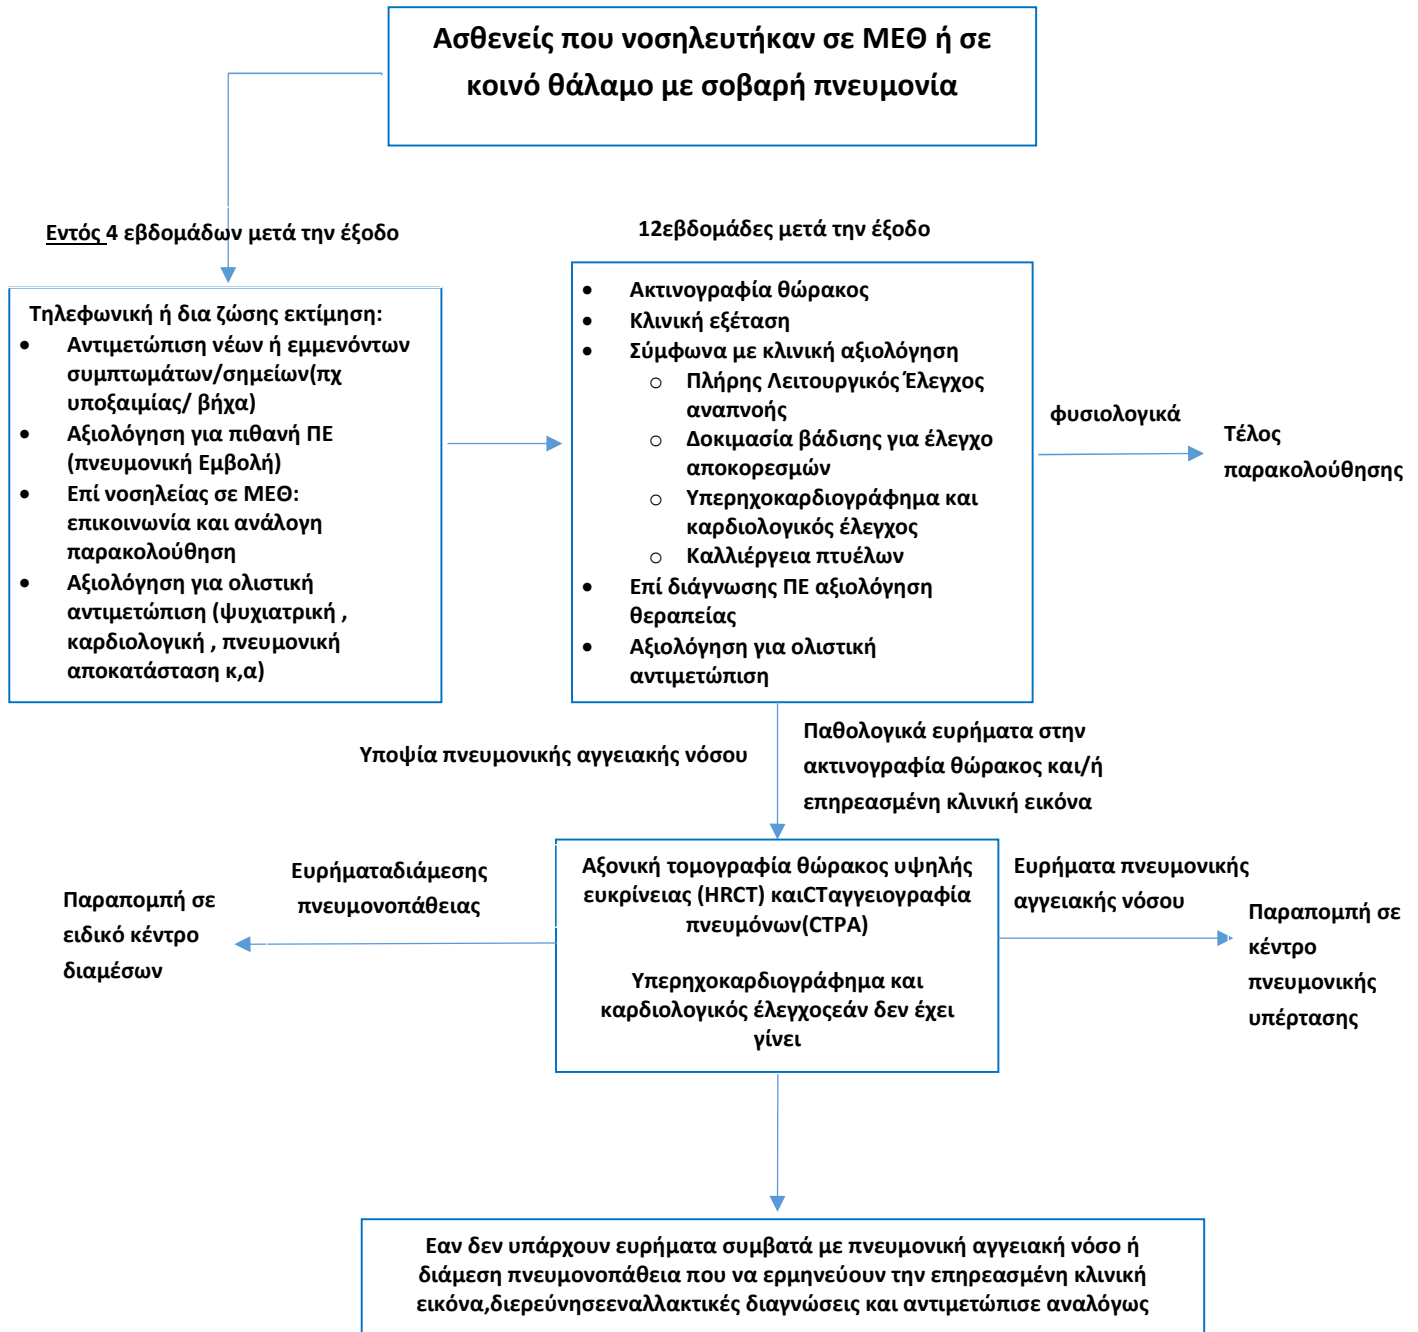 Ασθενείς που νοσηλευτήκαν σε ΜΕΘ ή σε
κοινό θάλαμο με σοβαρή πνευμονία
Εντός 4 εβδομάδων μετά την έξοδο
Τηλεφωνική ή δια ζώσης εκτίμηση:
• Αντιμετώπιση νέων ή εμμενόντων
συμπτωμάτων/σημείων(πχ
υποξαιμίας/ βήχα)
• Αξιολόγηση για πιθανή ΠΕ
(πνευμονική Εμβολή)
• Επί νοσηλείας σε ΜΕΘ:
επικοινωνία και ανάλογη
παρακολούθηση
• Αξιολόγηση για ολιστική
αντιμετώπιση (ψυχιατρική ,
καρδιολογική , πνευμονική
αποκατάσταση κ,α)
12εβδομάδες μετά την έξοδο
• Ακτινογραφία θώρακος
• Κλινική εξέταση
• Σύμφωνα με κλινική αξιολόγηση
o Πλήρης Λειτουργικός Έλεγχος
αναπνοής
o Δοκιμασία βάδισης για έλεγχο
αποκορεσμών
o Υπερηχοκαρδιογράφημα και
καρδιολογικός έλεγχος
o Καλλιέργεια πτυέλων
• Επί διάγνωσης ΠΕ αξιολόγηση
θεραπείας
• Αξιολόγηση για ολιστική
αντιμετώπιση
φυσιολογικά
Τέλος
παρακολούθησης
Υποψία πνευμονικής αγγειακής νόσου
Παθολογικά ευρήματα στην
ακτινογραφία θώρακος και/ή
επηρεασμένη κλινική εικόνα
Αξονική τομογραφία θώρακος υψηλής
ευκρίνειας (HRCT) καιCTαγγειογραφία
πνευμόνων(CTPA)
Υπερηχοκαρδιογράφημα και
καρδιολογικός έλεγχοςεάν δεν έχει
γίνει
Ευρήματαδιάμεσης
πνευμονοπάθειας
Παραπομπή σε
ειδικό κέντρο
διαμέσων
Ευρήματα πνευμονικής
αγγειακής νόσου
Παραπομπή σε
κέντρο
πνευμονικής
υπέρτασης
Εαν δεν υπάρχουν ευρήματα συμβατά με πνευμονική αγγειακή νόσο ή
διάμεση πνευμονοπάθεια που να ερμηνεύουν την επηρεασμένη κλινική
εικόνα,διερεύνησεεναλλακτικές διαγνώσεις και αντιμετώπισε αναλόγως